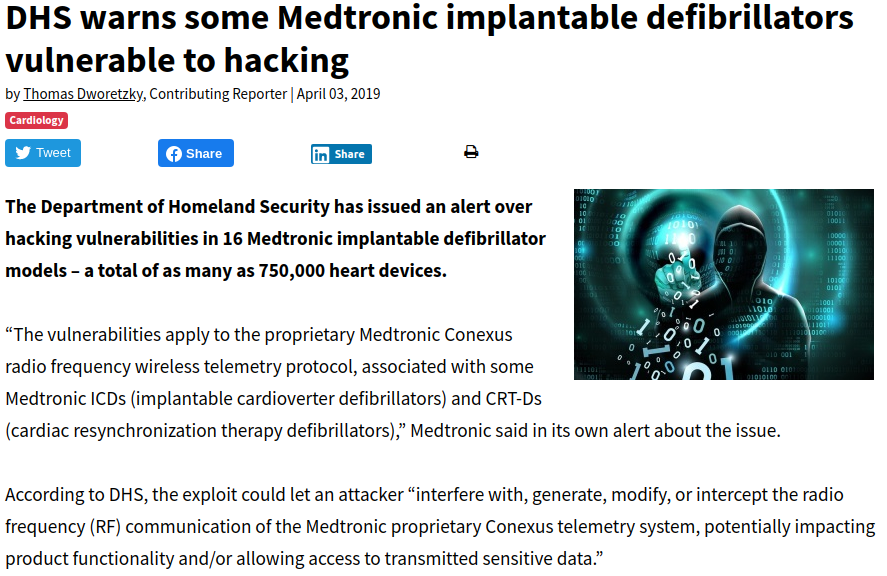 DHS warns some Medtronic implantable defibrillators
vulnerable to hacking
by Thomas Dworetzky, Contributing Reporter | April 03, 2019
Cardiology
Tweet
Share
in Share
The Department of Homeland Security has issued an alert over
hacking vulnerabilities in 16 Medtronic implantable defibrillator
models – a total of as many as 750,000 heart devices.
“The vulnerabilities apply to the proprietary Medtronic Conexus
radio frequency wireless telemetry protocol, associated with some
Medtronic ICDs (implantable cardioverter defibrillators) and CRT-Ds
(cardiac resynchronization therapy defibrillators),” Medtronic said in its own alert about the issue.
According to DHS, the exploit could let an attacker “interfere with, generate, modify, or intercept the radio
frequency (RF) communication of the Medtronic proprietary Conexus telemetry system, potentially impacting
product functionality and/or allowing access to transmitted sensitive data.”